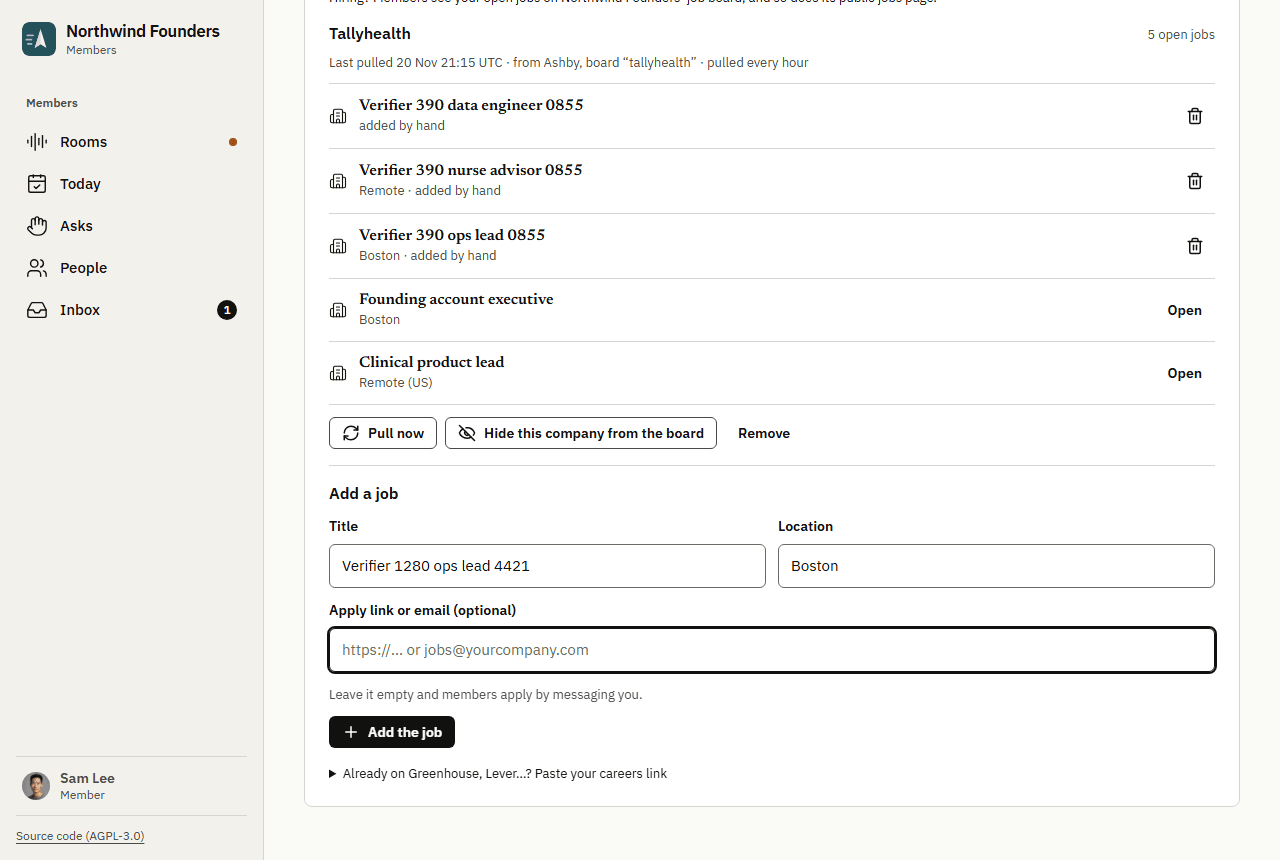 Northwind Founders
Members
Members
Rooms
Today
Asks
People
Inbox
1
Sam Lee
Member
Source code (AGPL-3.0)
Tallyhealth
5 open jobs
Last pulled 20 Nov 21:15 UTC · from Ashby, board “tallyhealth” · pulled every hour
Verifier 390 data engineer 0855
added by hand
Verifier 390 nurse advisor 0855
Remote · added by hand
Verifier 390 ops lead 0855
Boston · added by hand
Founding account executive
Boston
Open
Clinical product lead
Remote (US)
Open
Pull now
Hide this company from the board
Remove
Add a job
Title
Location
Verifier 1280 ops lead 4421
Boston
Apply link or email (optional)
https://... or jobs@yourcompany.com
Leave it empty and members apply by messaging you.
Add the job
Already on Greenhouse, Lever...? Paste your careers link